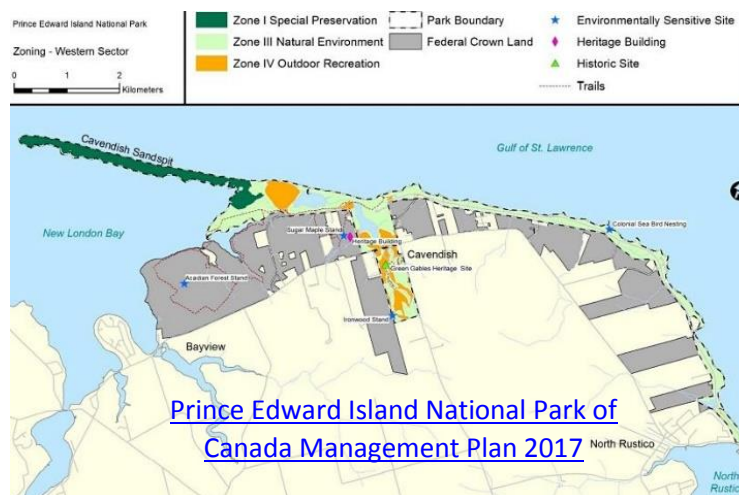 Prince Edward Island National Park
Zoning - Western Sector
0 1 2
Kilometers
Zone I Special Preservation
Zone III Natural Environment
Zone IV Outdoor Recreation
Park Boundary
Federal Crown Land
Environmentally Sensitive Site
Heritage Building
Historic Site
Trails
Cavendish Sandspit
Gulf of St. Lawrence
New London Bay
Colonial Sea Bird Nesting
Sugar Maple Stand
Heritage Building
Cavendish
Green Gables Heritage Site
Acadian Forest Stand
Ironwood Stand
Bayview
Prince Edward Island National Park of
Canada Management Plan 2017
North Rustico
North
Rustico